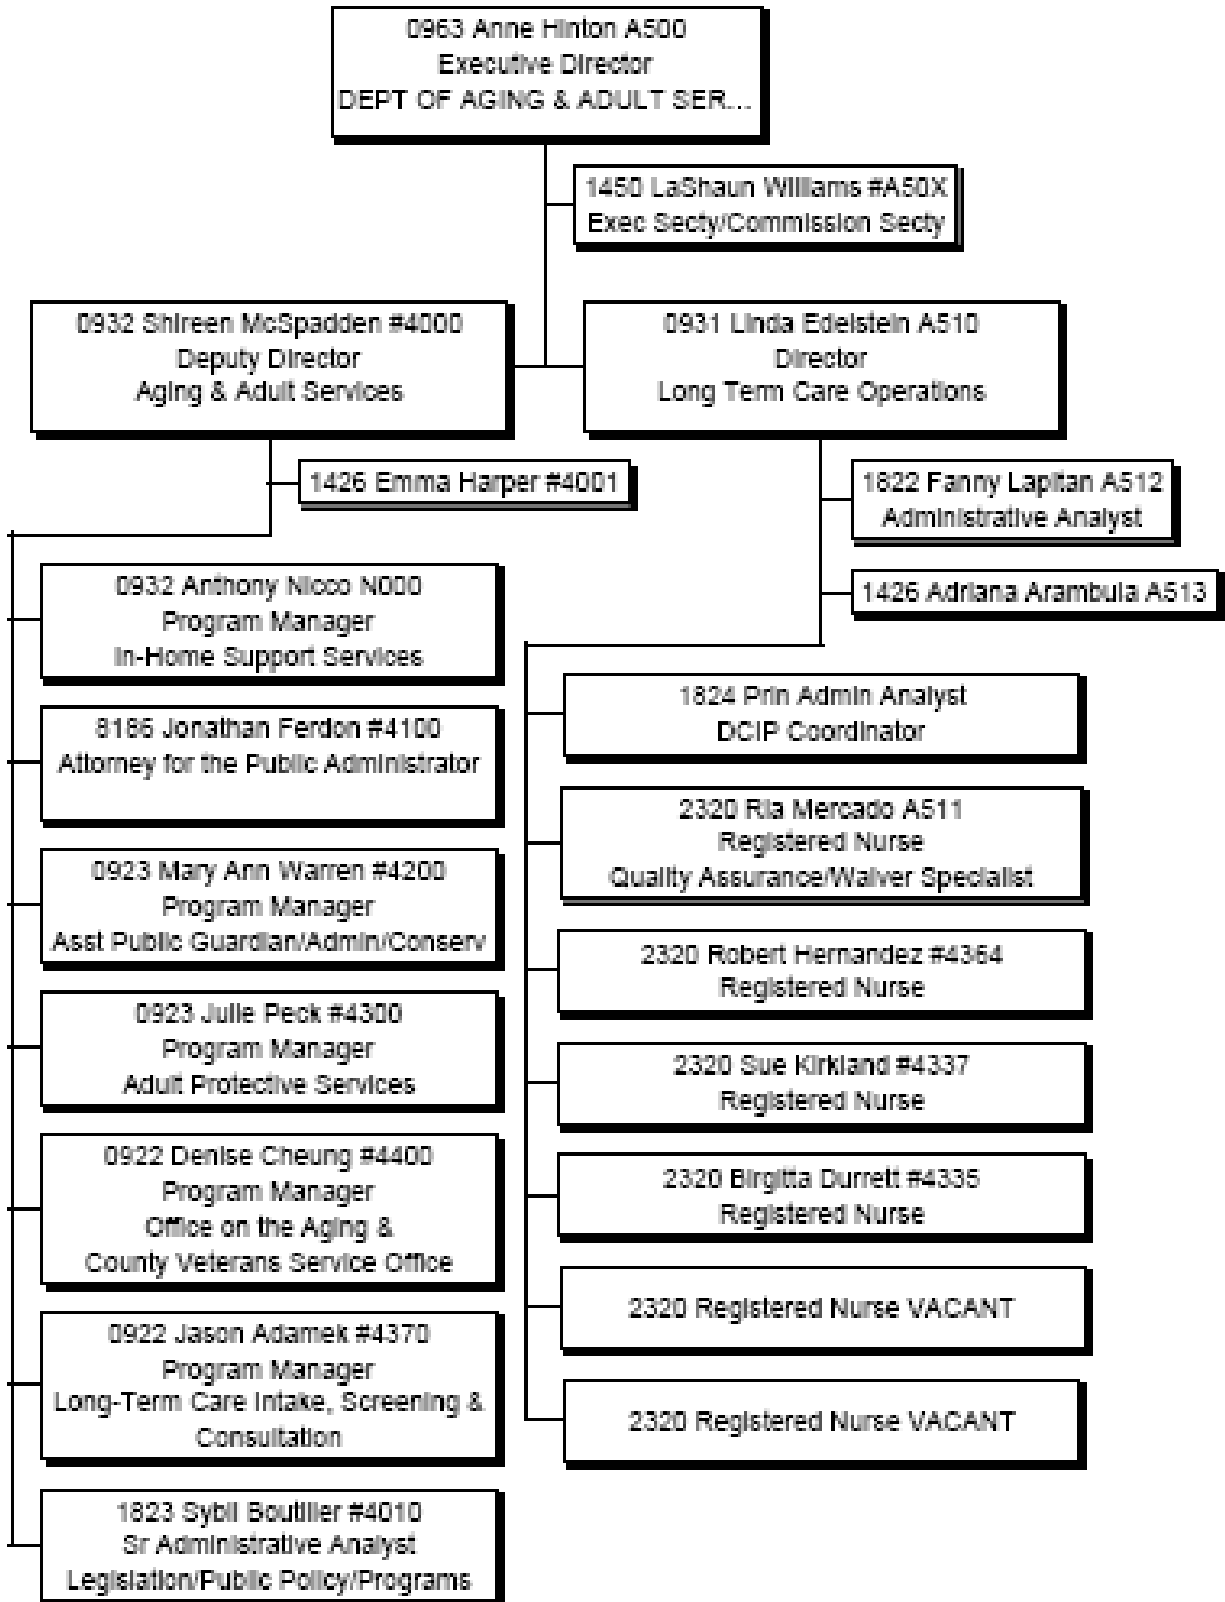 0963 Anne Hinton A500
Executive Director
DEPT OF AGING & ADULT SER...
1450 LaShaun Williams #A50X
Exec Secty/Commission Secty
0932 Shireen McSpadden #4000
Deputy Director
Aging & Adult Services
0931 Linda Edelstein A510
Director
Long Term Care Operations
1426 Emma Harper #4001
1822 Fanny Lapitan A512
Administrative Analyst
1426 Adriana Arambula A513
0932 Anthony Nicco N000
Program Manager
In-Home Support Services
8186 Jonathan Ferdon #4100
Attorney for the Public Administrator
0923 Mary Ann Warren #4200
Program Manager
Asst Public Guardian/Admin/Conserv
0923 Julie Peck #4300
Program Manager
Adult Protective Services
0922 Denise Cheung #4400
Program Manager
Office on the Aging &
County Veterans Service Office
0922 Jason Adamek #4370
Program Manager
Long-Term Care Intake, Screening &
Consultation
1823 Sybil Boutilier #4010
Sr Administrative Analyst
Legislation/Public Policy/Programs
1824 Prin Admin Analyst
DCIP Coordinator
2320 Ria Mercado A511
Registered Nurse
Quality Assurance/Waiver Specialist
2320 Robert Hernandez #4364
Registered Nurse
2320 Sue Kirkland #4337
Registered Nurse
2320 Birgitta Durrett #4335
Registered Nurse
2320 Registered Nurse VACANT
2320 Registered Nurse VACANT